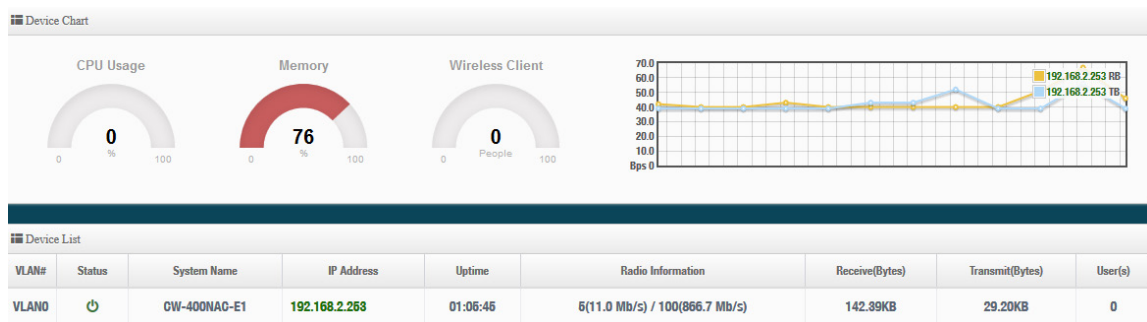 Device Chart
CPU Usage
0
%
0 100
Memory
76
%
0 100
Wireless Client
0
People
0 100
70.0
60.0
50.0
40.0
30.0
20.0
10.0
Bps 0
192.168.2.253 RB
192.168.2.253 TB
Device List
VLAN# Status System Name IP Address Uptime Radio Information Receive(Bytes) Transmit(Bytes) User(s)
VLAN0 CW-400NAC-E1 192.168.2.253 01:05:45 5(11.0 Mb/s) / 100(866.7 Mb/s) 142.39KB 29.20KB 0